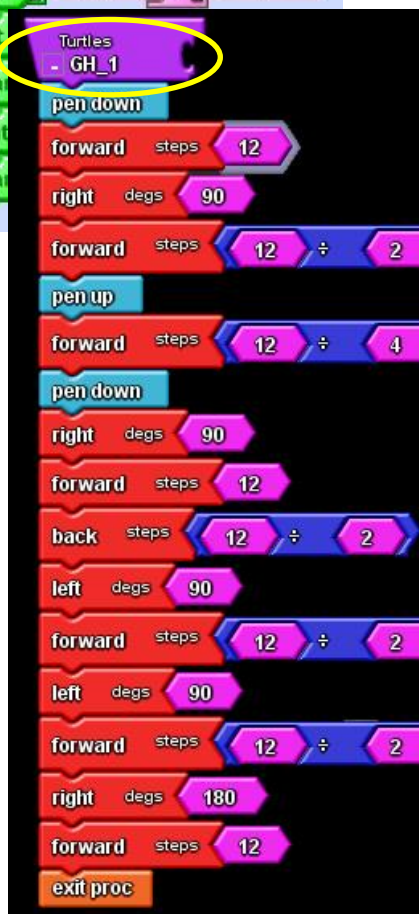 Turtles
- GH_1
pen down
forward steps 12
right degs 90
forward steps 12 ÷ 2
pen up
forward steps 12 ÷ 4
pen down
right degs 90
forward steps 12
back steps 12 ÷ 2
left degs 90
forward steps 12 ÷ 2
left degs 90
forward steps 12 ÷ 2
right degs 180
forward steps 12
exit proc